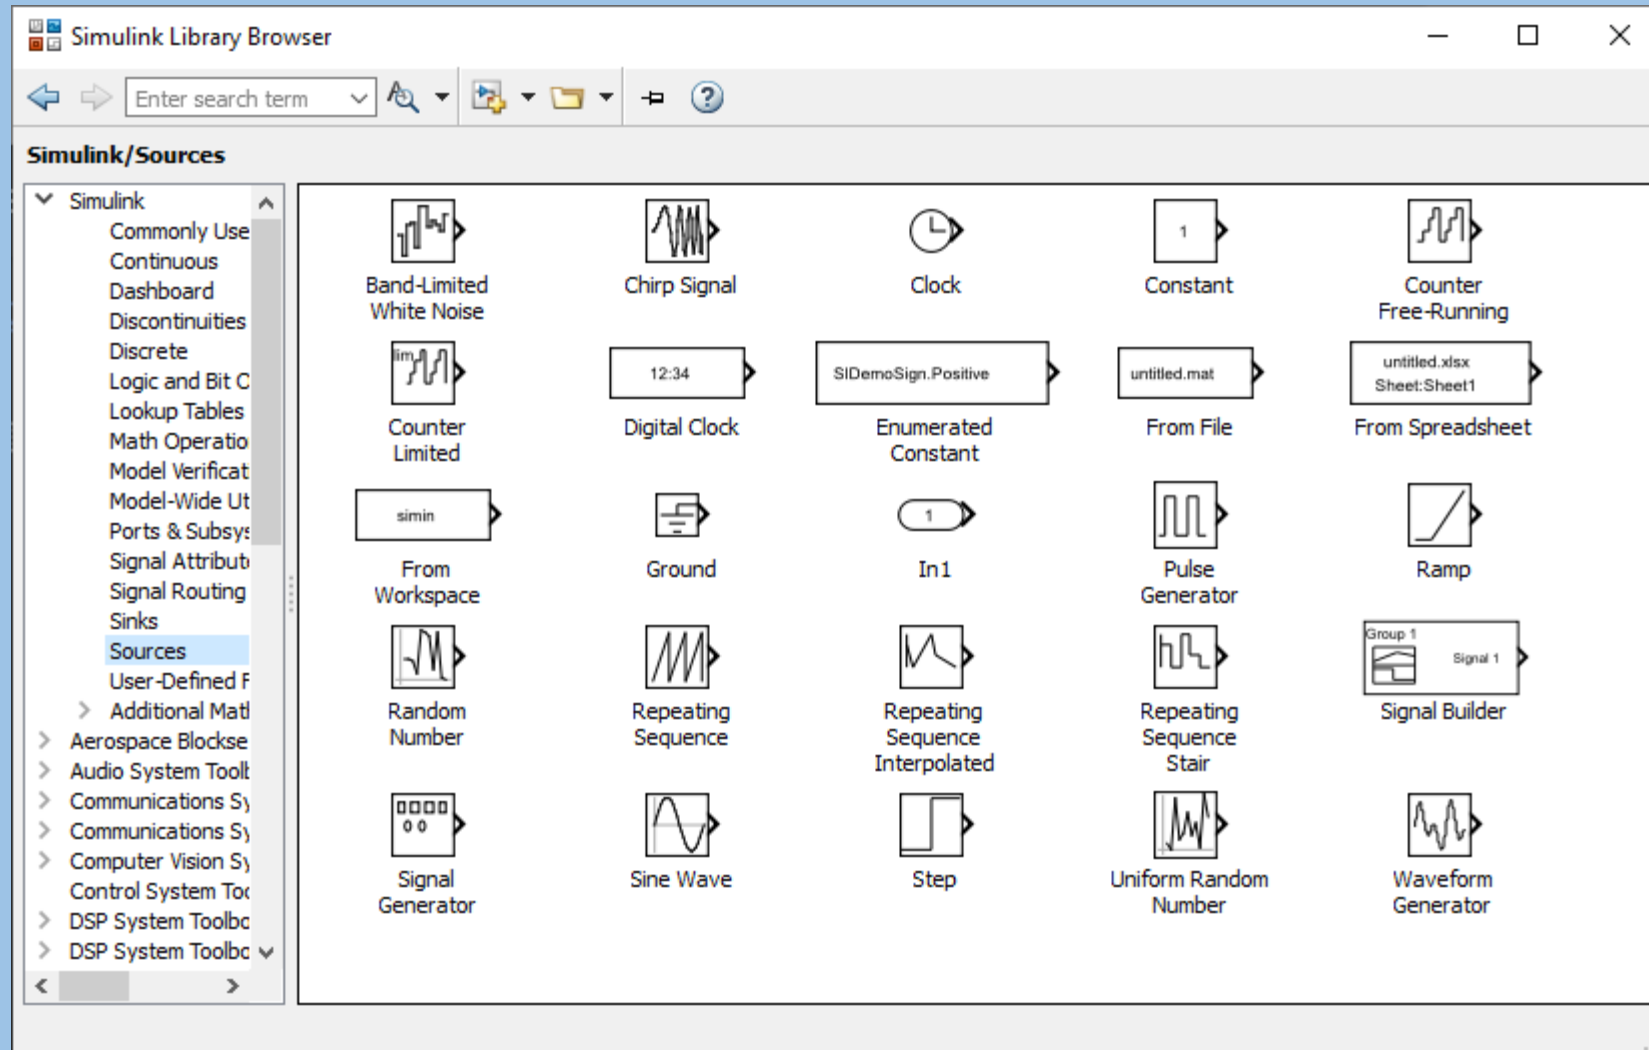 Simulink Library Browser
Enter search term
Simulink/Sources
Simulink
Commonly Use
Continuous
Dashboard
Discontinuities
Discrete
Logic and Bit O
Lookup Tables
Math Operatio
Model Verificat
Model-Wide Ut
Ports & Subsys
Signal Attribut
Signal Routing
Sinks
Sources
User-Defined F
Additional Mat
Aerospace Blockse
Audio System Toolb
Communications Sy
Communications Sy
Computer Vision Sy
Control System Too
DSP System Toolbo
DSP System Toolbo
1
Band-Limited
White Noise
Chirp Signal
Clock
Constant
Counter
Free-Running
lim
12:34
SlDemoSign.Positive
untitled.mat
untitled.xlsx
Sheet:Sheet1
Counter
Limited
Digital Clock
Enumerated
Constant
From File
From Spreadsheet
simin
1
From
Workspace
Ground
In1
Pulse
Generator
Ramp
Group 1
Signal 1
Random
Number
Repeating
Sequence
Repeating
Sequence
Interpolated
Repeating
Sequence
Stair
Signal Builder
Signal
Generator
Sine Wave
Step
Uniform Random
Number
Waveform
Generator